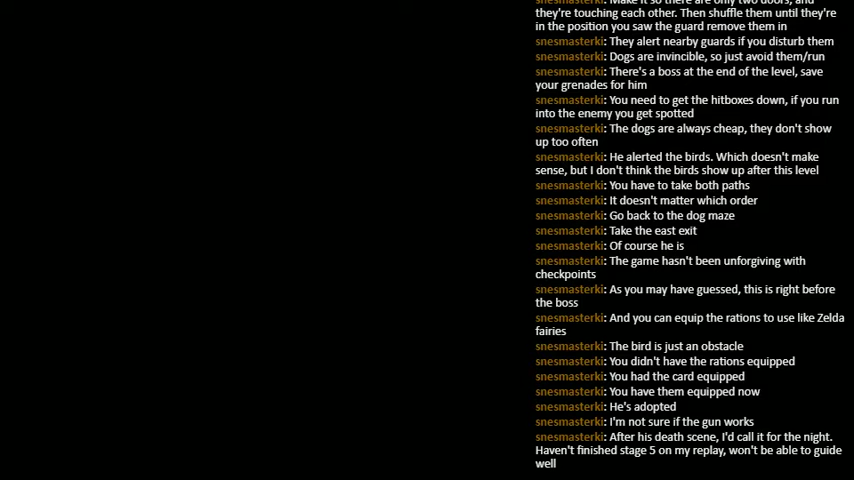 snesmasterki: Make it so there are only two doors, and
they're touching each other. Then shuffle them until they're
in the position you saw the guard remove them in
snesmasterki: They alert nearby guards if you disturb them
snesmasterki: Dogs are invincible, so just avoid them/run
snesmasterki: There's a boss at the end of the level, save
your grenades for him
snesmasterki: You need to get the hitboxes down, if you run
into the enemy you get spotted
snesmasterki: The dogs are always cheap, they don't show
up too often
snesmasterki: He alerted the birds. Which doesn't make
sense, but I don't think the birds show up after this level
snesmasterki: You have to take both paths
snesmasterki: It doesn't matter which order
snesmasterki: Go back to the dog maze
snesmasterki: Take the east exit
snesmasterki: Of course he is
snesmasterki: The game hasn't been unforgiving with
checkpoints
snesmasterki: As you may have guessed, this is right before
the boss
snesmasterki: And you can equip the rations to use like Zelda
fairies
snesmasterki: The bird is just an obstacle
snesmasterki: You didn't have the rations equipped
snesmasterki: You had the card equipped
snesmasterki: You have them equipped now
snesmasterki: He's adopted
snesmasterki: I'm not sure if the gun works
snesmasterki: After his death scene, I'd call it for the night.
Haven't finished stage 5 on my replay, won't be able to guide
well